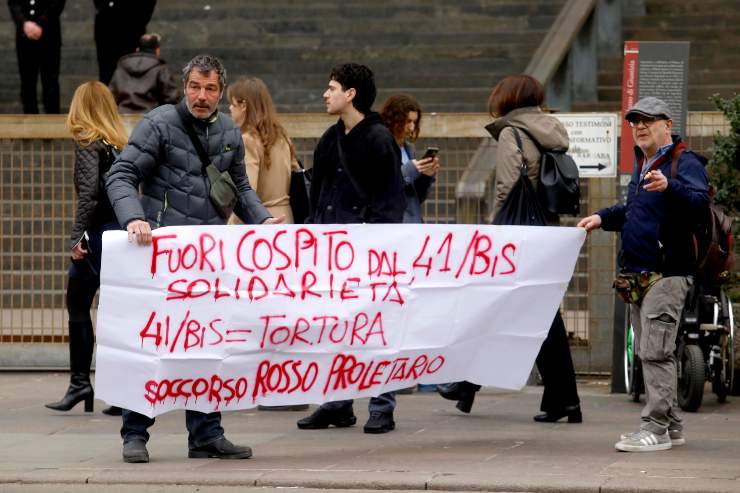 FUORI COSPITO DAL 41/BIS
SOLIDARIETÀ
41/BIS = TORTURA
SOCCORSO ROSSO PROLETARIO